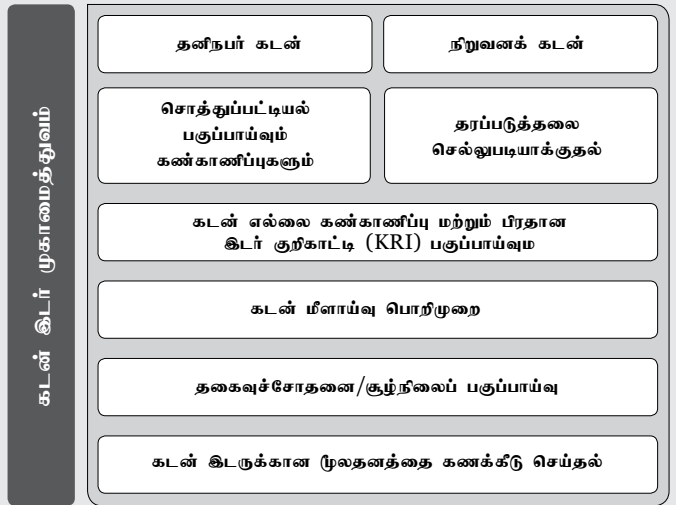 கடன் இடர் முகாமைத்துவம்
தனிநபர் கடன்
நிறுவனக் கடன்
சொத்துப்பட்டியல்
பகுப்பாய்வும்
கண்காணிப்புகளும்
தரப்படுத்தலை
செல்லுபடியாக்குதல்
கடன் எல்லை கண்காணிப்பு மற்றும் பிரதான
இடர் குறிகாட்டி (KRI) பகுப்பாய்வும
கடன் மீளாய்வு பொறிமுறை
தகைவுச்சோதனை/சூழ்நிலைப் பகுப்பாய்வு
கடன் இடருக்கான மூலதனத்தை கணக்கீடு செய்தல்